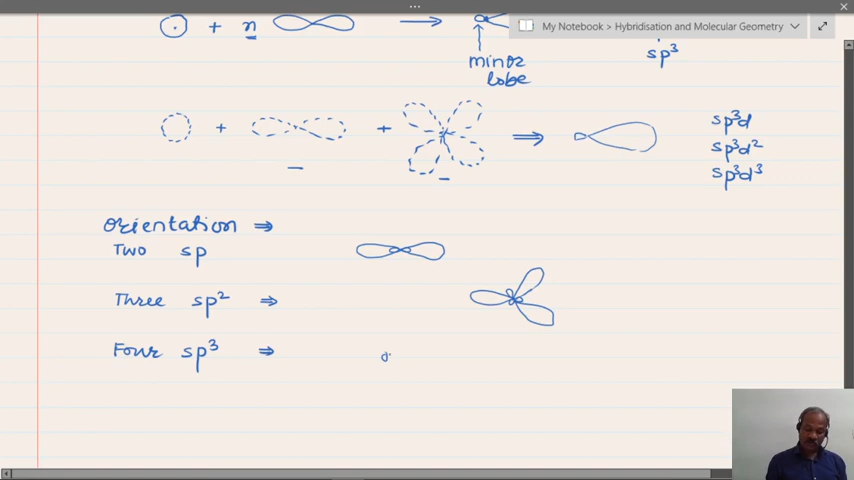 My Notebook > Hybridisation and Molecular Geometry
+ n
minor
lobe
sp³
+ +
sp³d
sp³d²
sp³d³
orientation ⇒
Two sp
Three sp² ⇒
Four sp³ ⇒